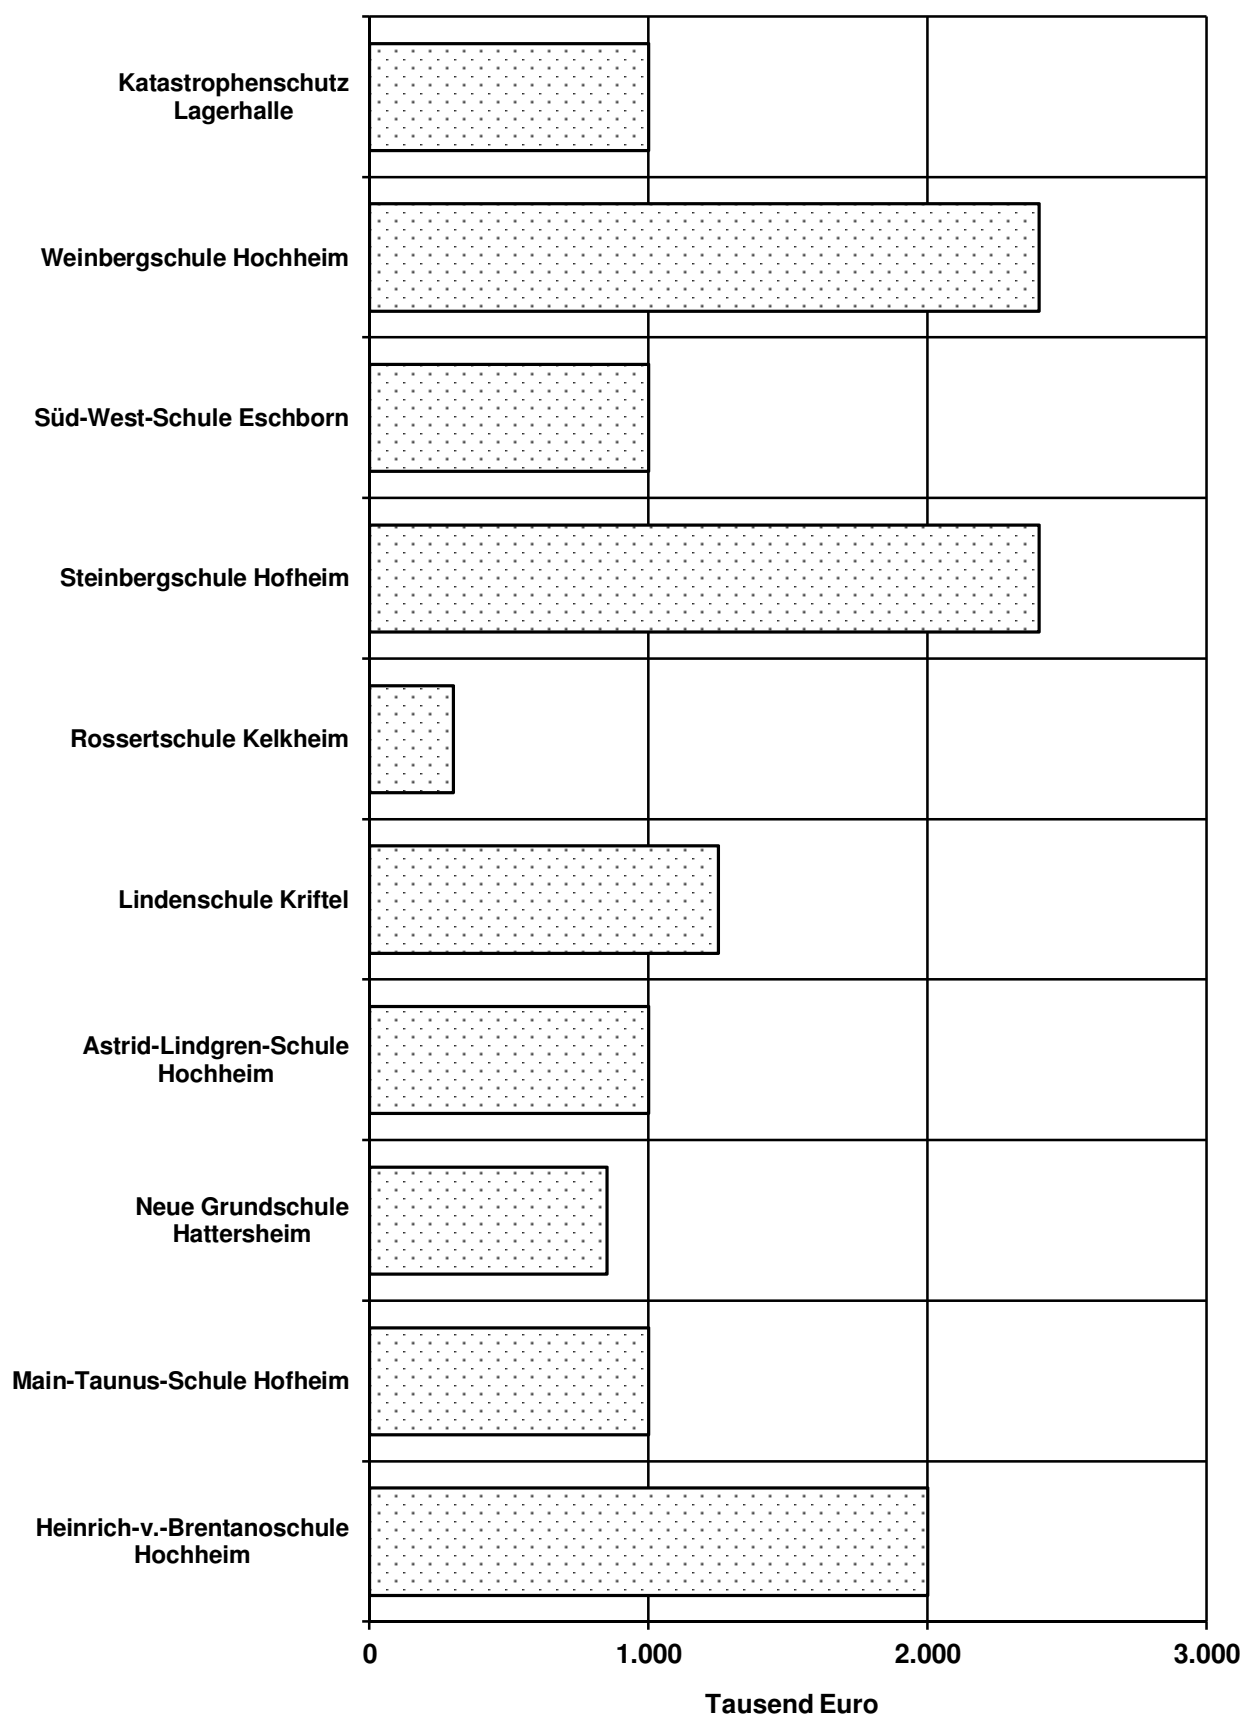 Katastrophenschutz
Lagerhalle
Weinbergschule Hochheim
Süd-West-Schule Eschborn
Steinbergschule Hofheim
Rossertschule Kelkheim
Lindenschule Kriftel
Astrid-Lindgren-Schule
Hochheim
Neue Grundschule
Hattersheim
Main-Taunus-Schule Hofheim
Heinrich-v.-Brentanoschule
Hochheim
0 1.000 2.000 3.000
Tausend Euro